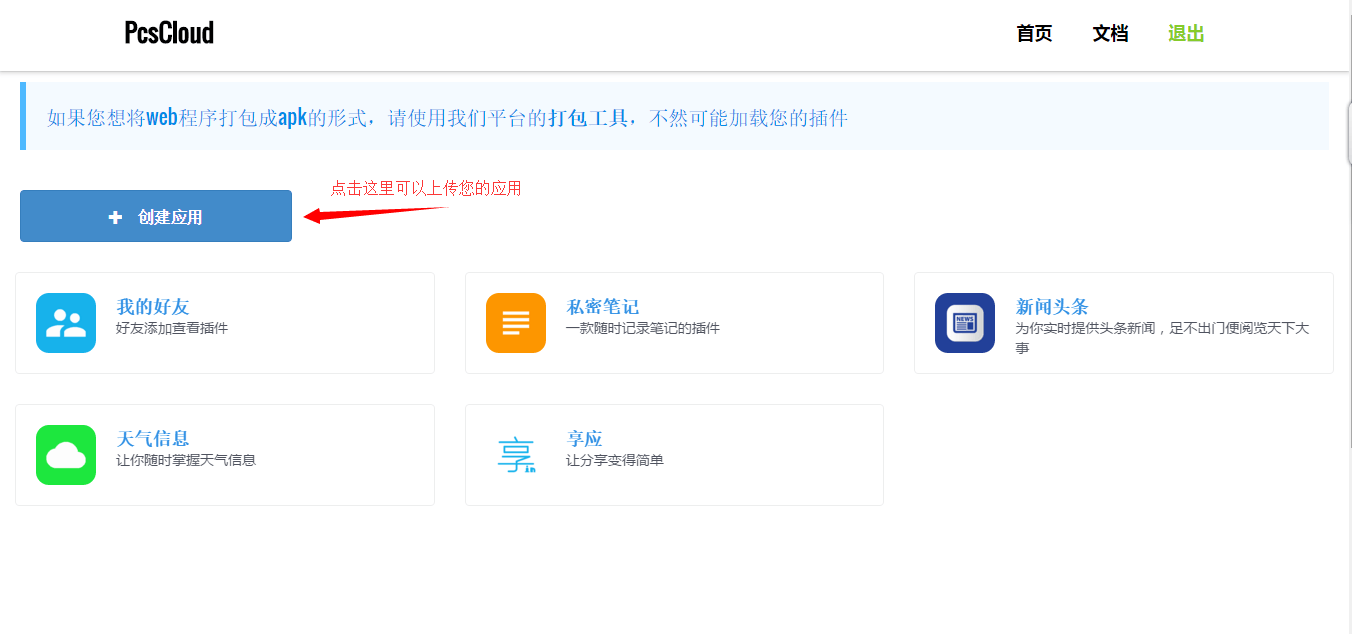 PcsCloud
首页 文档 退出
如果您想将web程序打包成apk的形式，请使用我们平台的打包工具，不然可能加载您的插件
点击这里可以上传您的应用
创建应用
我的好友
好友添加查看插件
私密笔记
一款随时记录笔记的插件
NEWS
新闻头条
为你实时提供头条新闻，足不出门便阅览天下大
事
天气信息
让你随时掌握天气信息
享.in
享应
让分享变得简单